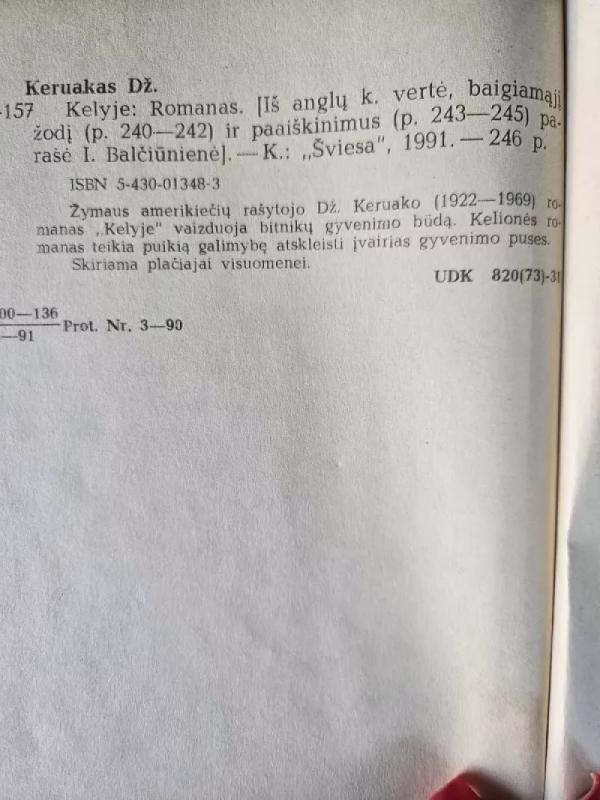 Keruakas Dž.
-157 Kelyje: Romanas. [Iš anglų k. vertė, baigiamąjį
žodį (p. 240—242) ir paaiškinimus (p. 243—245) pa-
rašė I. Balčiūnienė]. — K.: „Šviesa“, 1991. — 246 p.
ISBN 5-430-01348-3
Žymaus amerikiečių rašytojo Dž. Keruako (1922—1969) ro-
manas „Kelyje“ vaizduoja bitnikų gyvenimo būdą. Kelionės ro-
manas teikia puikią galimybę atskleisti įvairias gyvenimo puses.
Skiriama plačiajai visuomenei.
UDK 820(73)-31
00—136
—91
Prot. Nr. 3—90